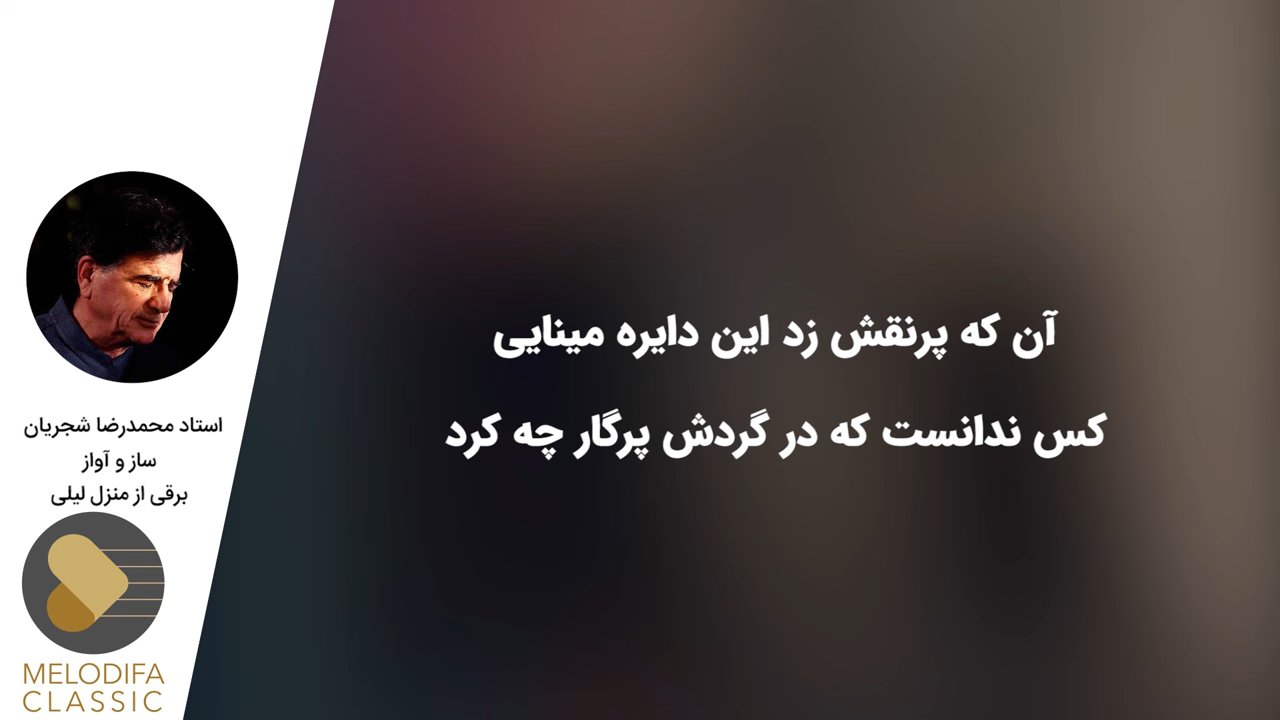 آن که پرنقش زد این دایره مینایی
کس ندانست که در گردش پرگار چه کرد
استاد محمدرضا شجریان
ساز و آواز
برقی از منزل لیلی
MELODIFA
CLASSIC